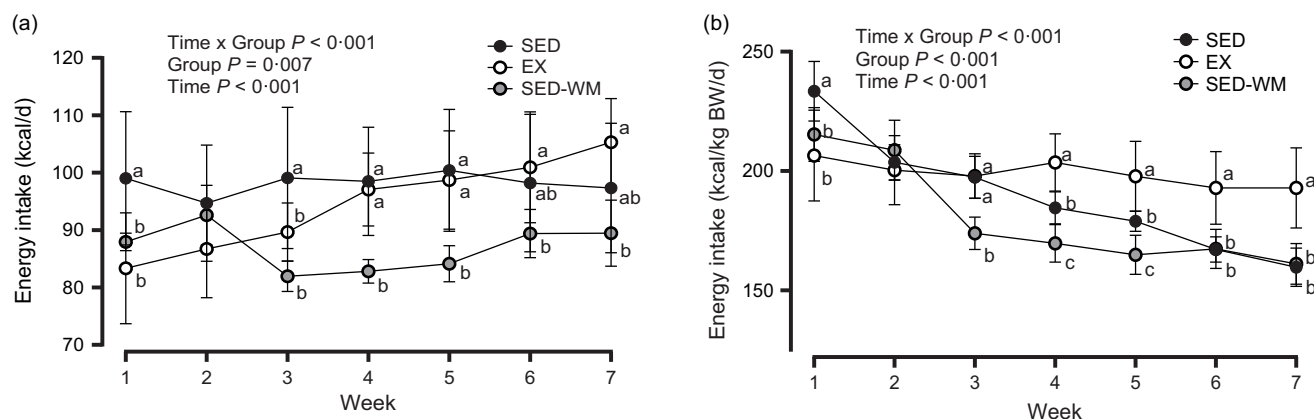 (a)
Time x Group P < 0·001
Group P = 0·007
Time P < 0·001
SED
EX
SED-WM
Energy intake (kcal/d)
120
110
100
90
80
70
a
b
b
a
b
b
a
a
b
a
a
b
a
ab
b
a
ab
b
1 2 3 4 5 6 7
Week
(b)
Time x Group P < 0·001
Group P < 0·001
Time P < 0·001
SED
EX
SED-WM
Energy intake (kcal/kg BW/d)
250
200
150
a
b
b
a
a
b
a
b
c
a
b
c
a
b
b
a
b
b
1 2 3 4 5 6 7
Week